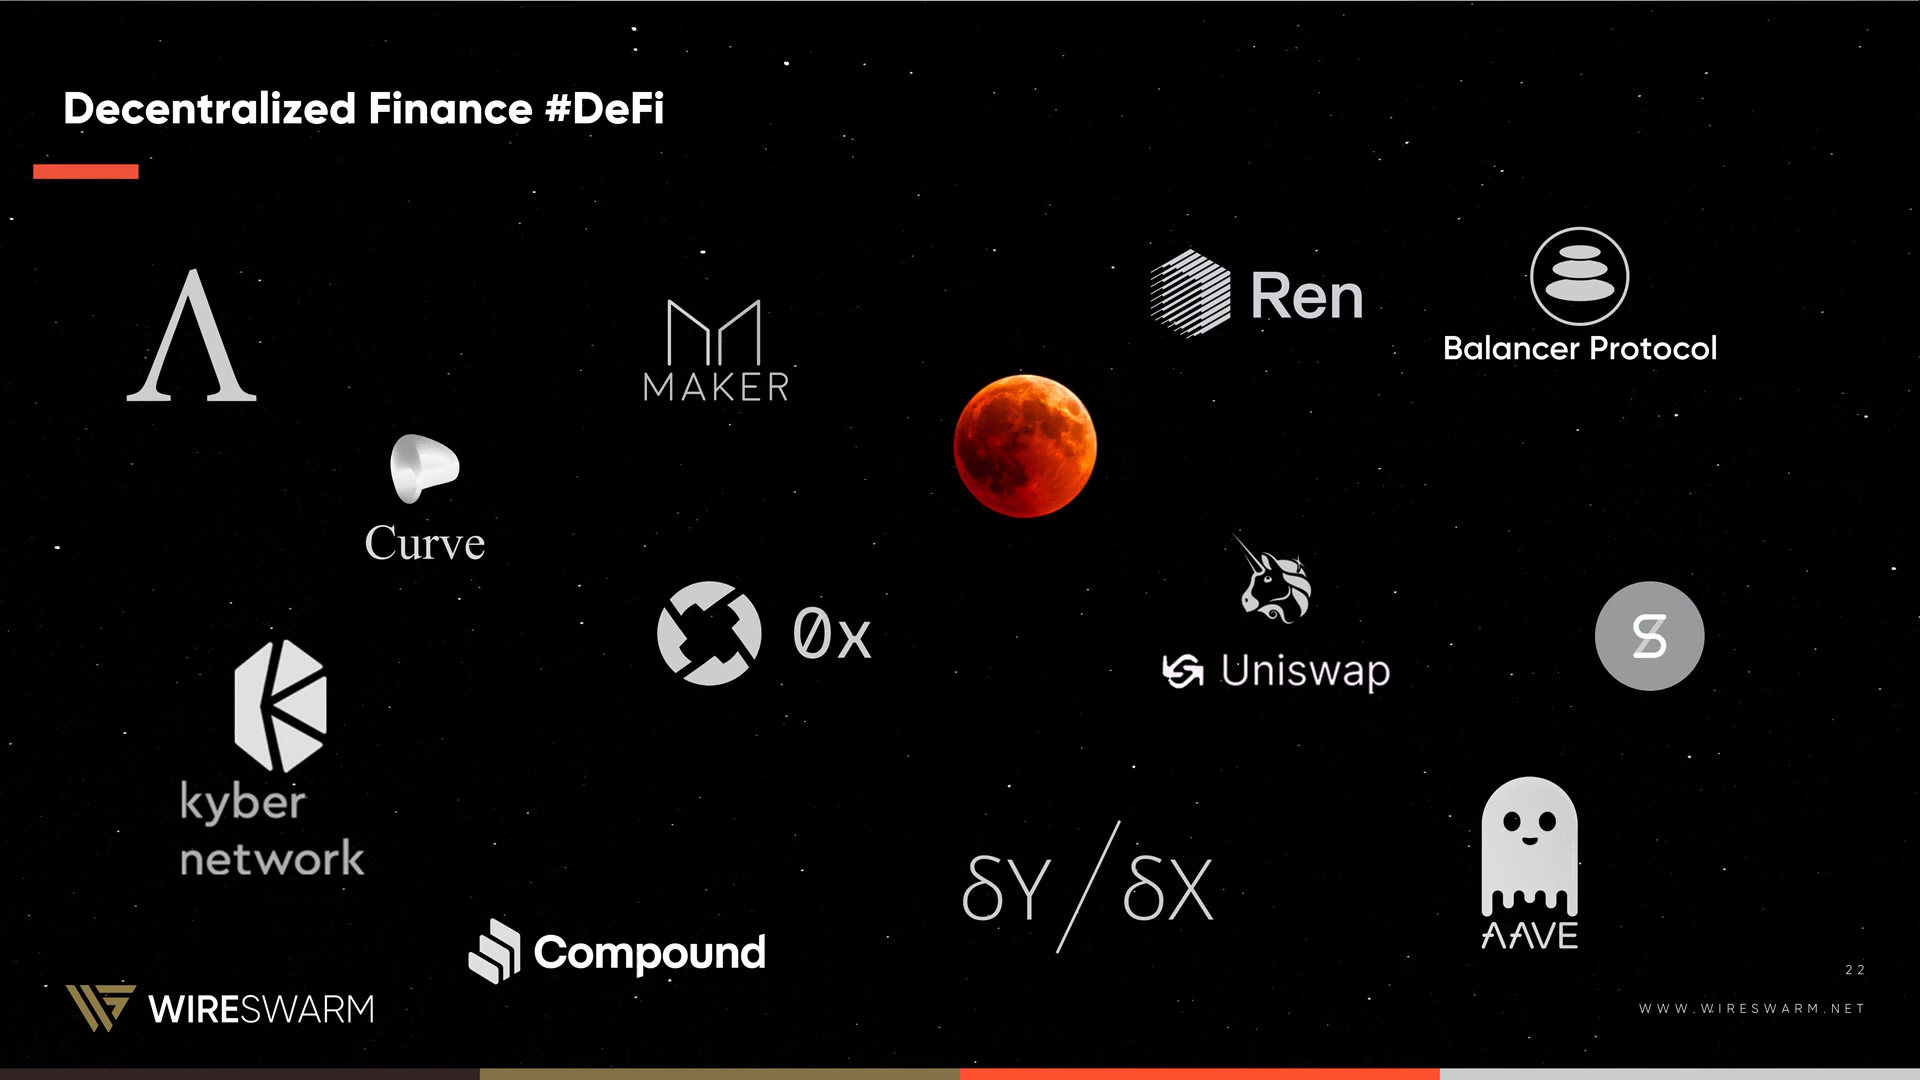 Decentralized Finance #DeFi
Λ
MAKER
Ren
Balancer Protocol
Curve
0x
Uniswap
S
kyber
network
δY/δX
AAVE
Compound
22
WIRESWARM
WWW.WIRESWARM.NET